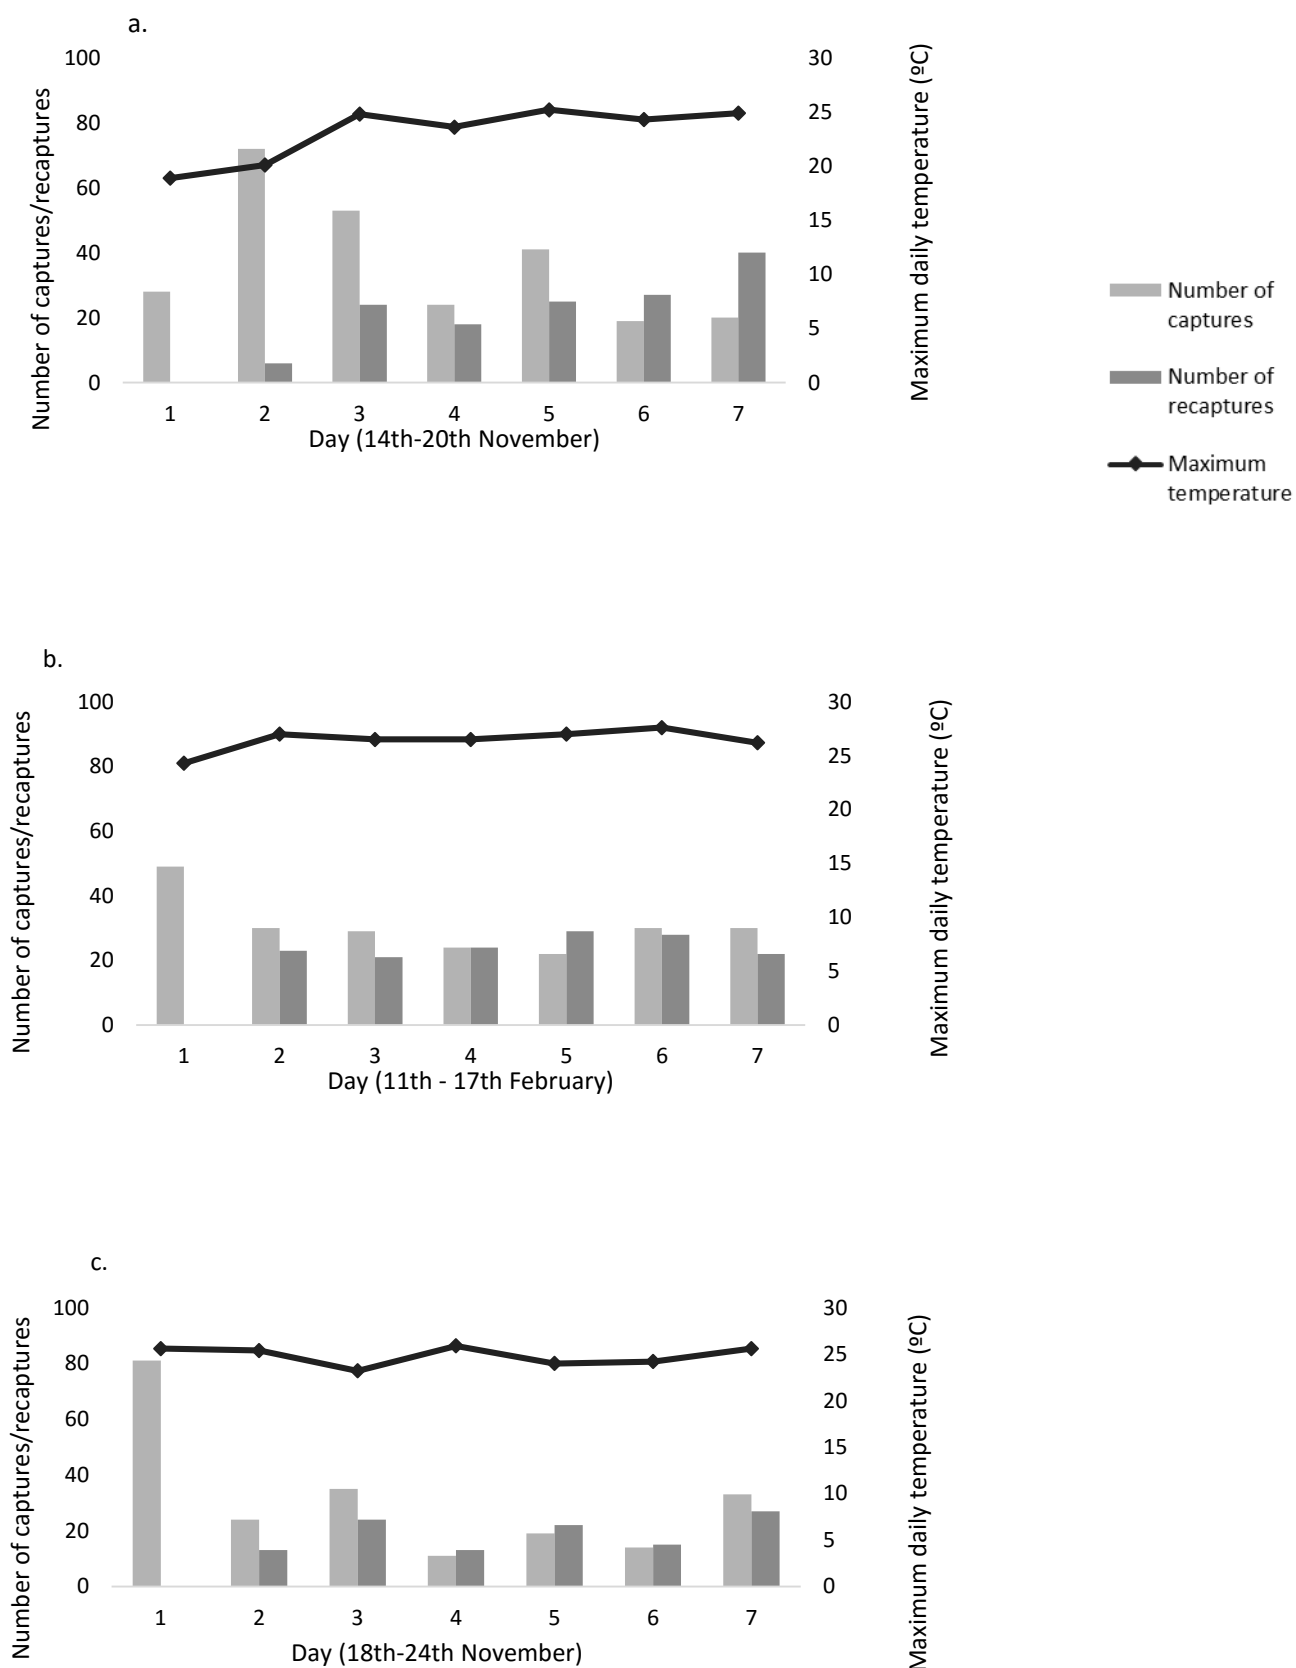 a.
Number of captures/recaptures
100
80
60
40
20
0
30
25
20
15
10
5
0
Maximum daily temperature (ºC)
1 2 3 4 5 6 7
Day (14th-20th November)
Number of
captures
Number of
recaptures
Maximum
temperature
b.
Number of captures/recaptures
100
80
60
40
20
0
30
25
20
15
10
5
0
Maximum daily temperature (ºC)
1 2 3 4 5 6 7
Day (11th - 17th February)
c.
Number of captures/recaptures
100
80
60
40
20
0
30
25
20
15
10
5
0
Maximum daily temperature (ºC)
1 2 3 4 5 6 7
Day (18th-24th November)